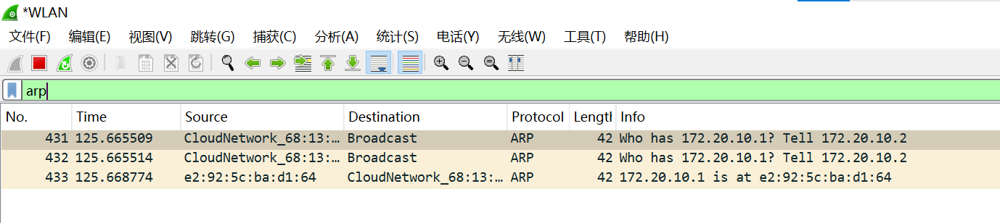 *WLAN
文件(F) 编辑(E) 视图(V) 跳转(G) 捕获(C) 分析(A) 统计(S) 电话(Y) 无线(W) 工具(T) 帮助(H)
arp
No. Time Source Destination Protocol Length Info
431 125.665509 CloudNetwork_68:13:… Broadcast ARP 42 Who has 172.20.10.1? Tell 172.20.10.2
432 125.665514 CloudNetwork_68:13:… Broadcast ARP 42 Who has 172.20.10.1? Tell 172.20.10.2
433 125.668774 e2:92:5c:ba:d1:64 CloudNetwork_68:13:… ARP 42 172.20.10.1 is at e2:92:5c:ba:d1:64